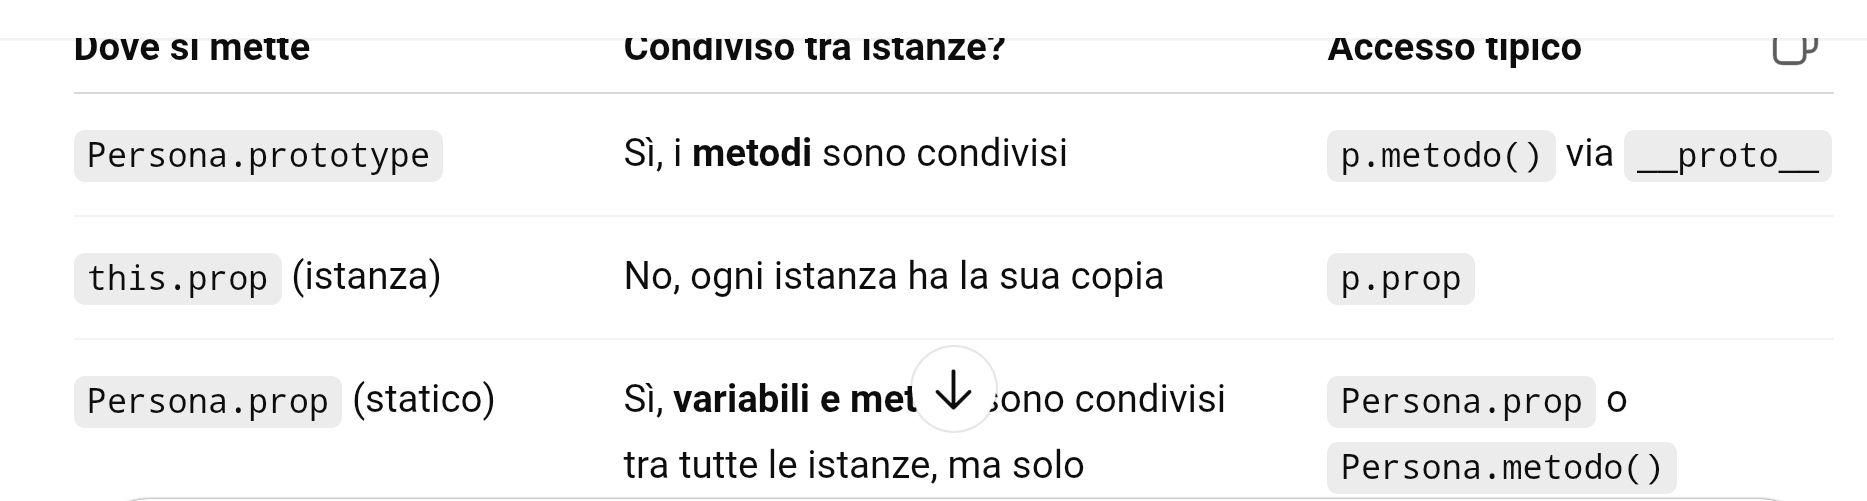 Dove si mette Condiviso tra istanze? Accesso tipico
Persona.prototype Sì, i metodi sono condivisi p.metodo() via __proto__
this.prop (istanza) No, ogni istanza ha la sua copia p.prop
Persona.prop (statico) Sì, variabili e met sono condivisi Persona.prop o
tra tutte le istanze, ma solo Persona.metodo()